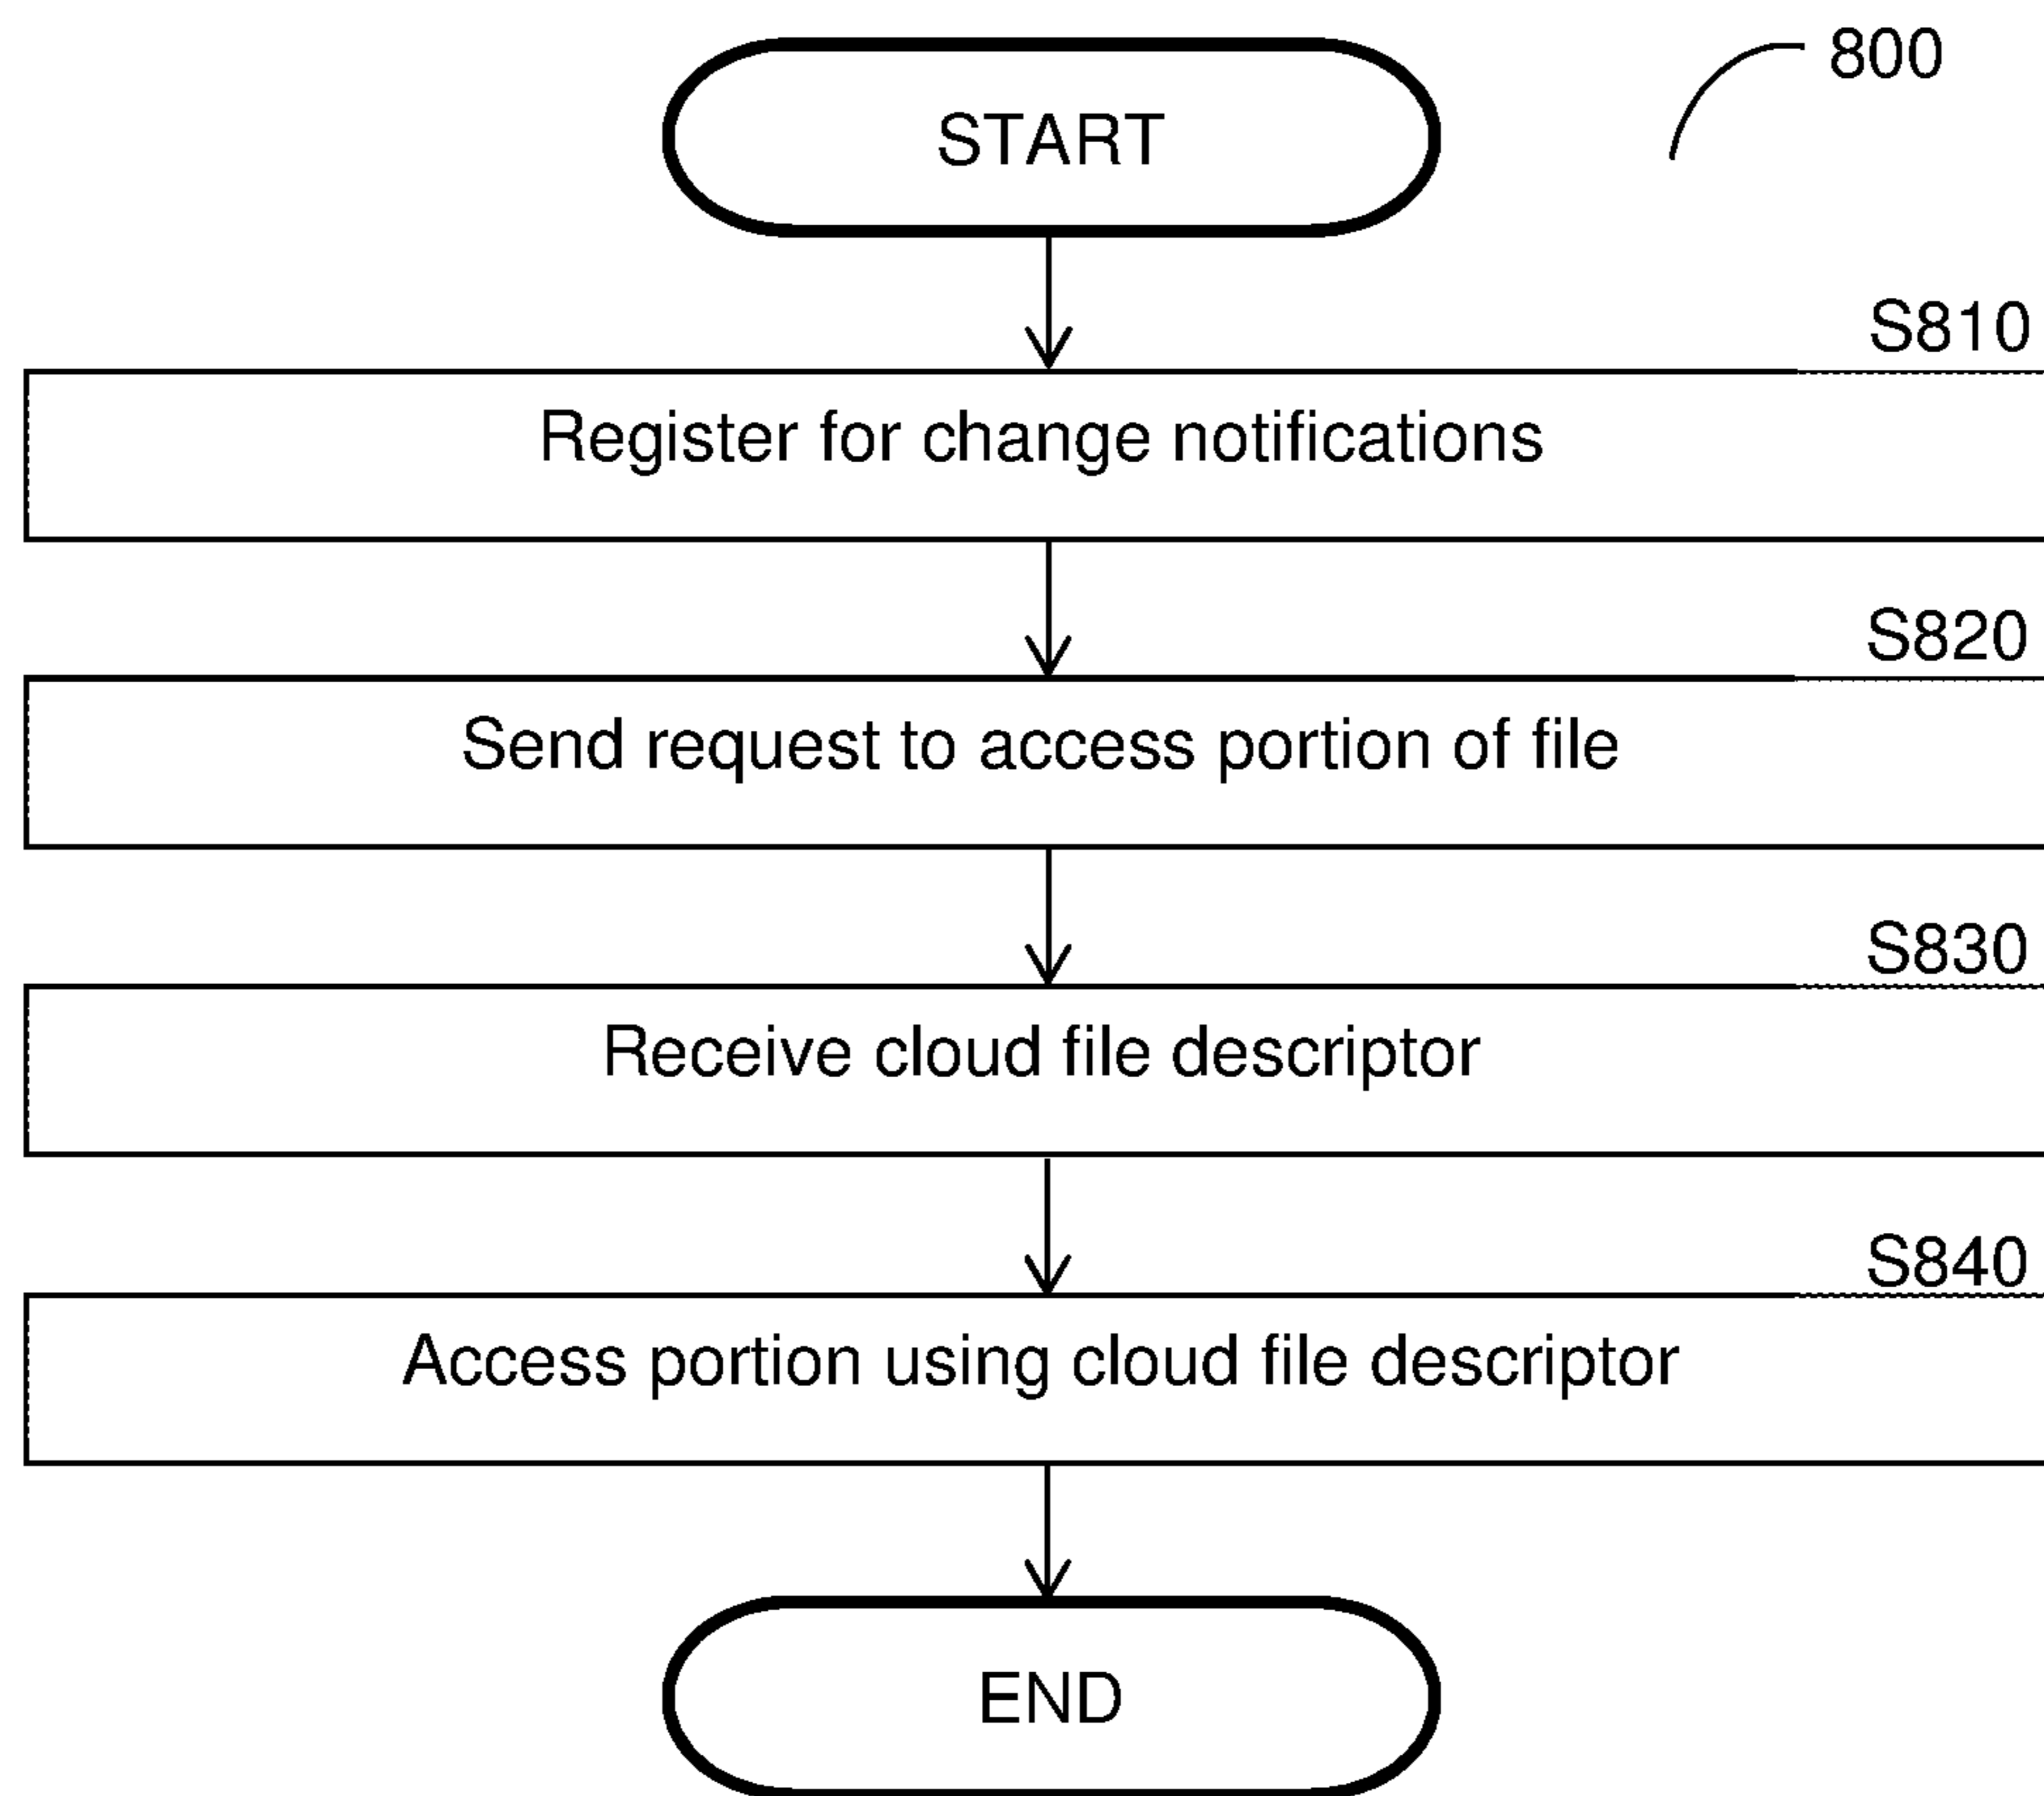 START
800
S810
Register for change notifications
S820
Send request to access portion of file
S830
Receive cloud file descriptor
S840
Access portion using cloud file descriptor
END